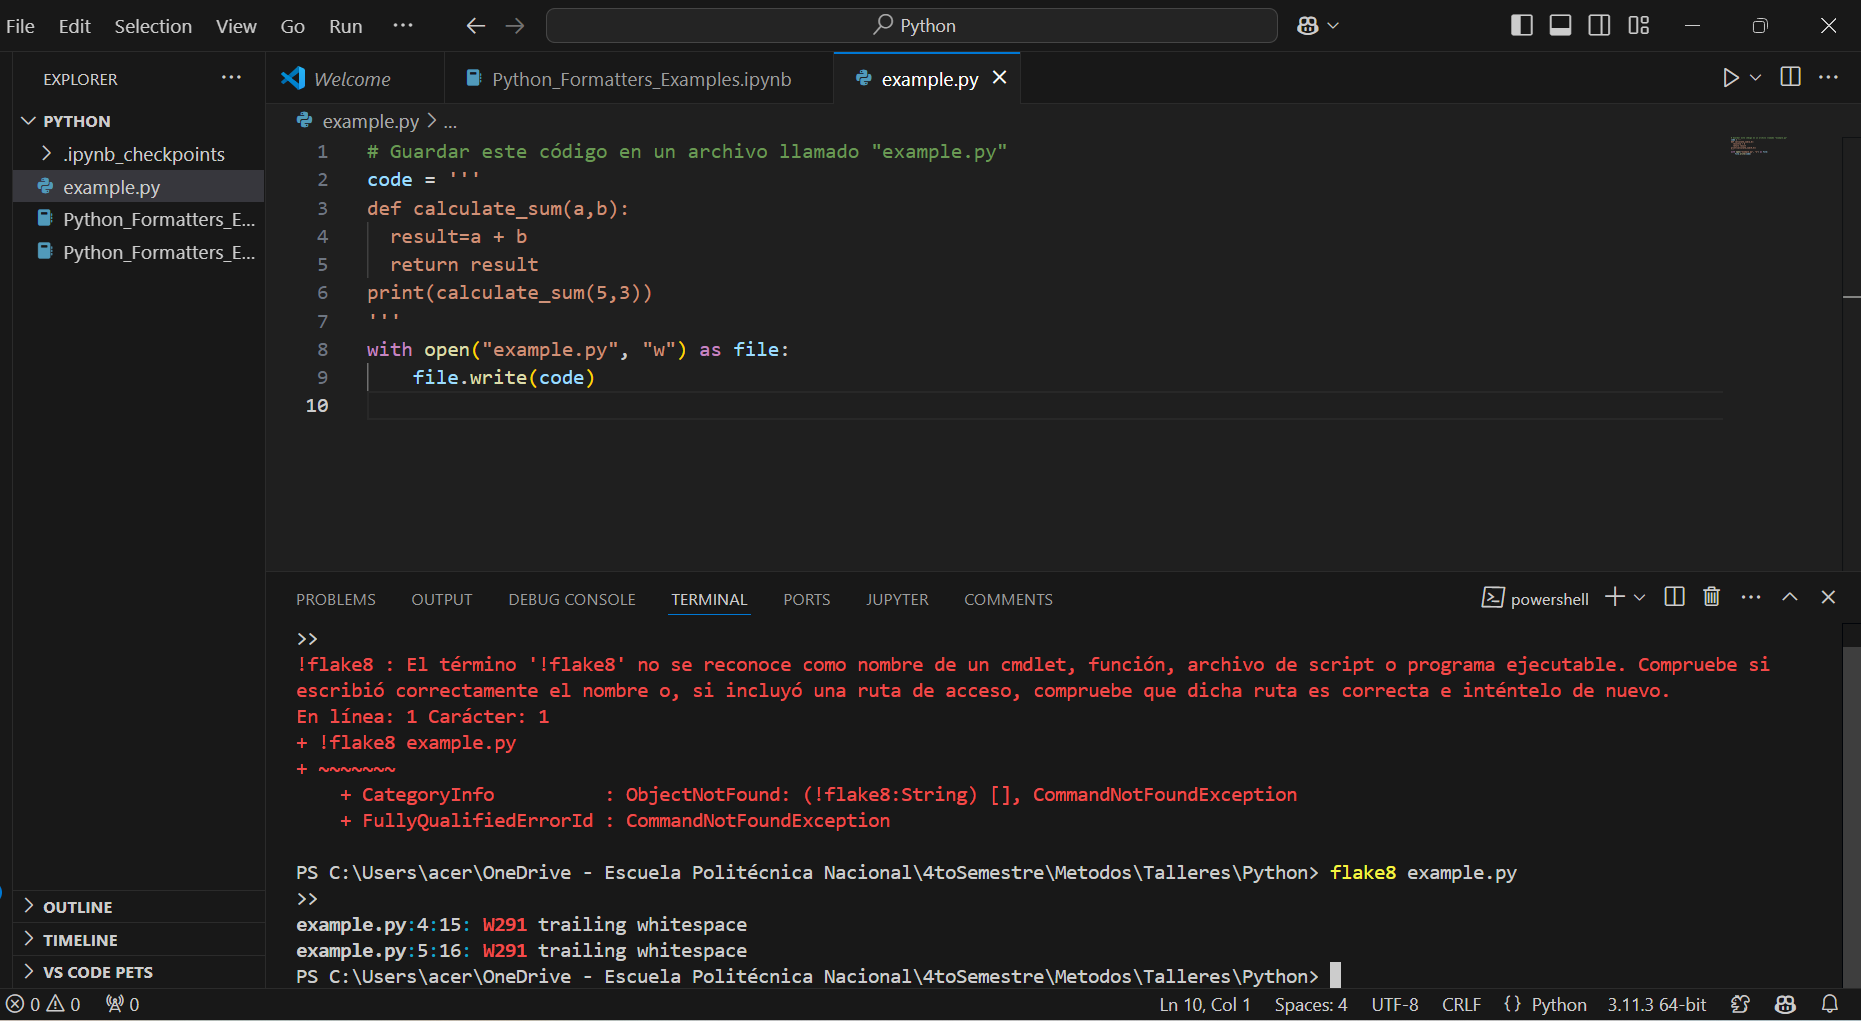 File Edit Selection View Go Run ... Python
EXPLORER ...
PYTHON
.ipynb_checkpoints
example.py
Python_Formatters_E...
Python_Formatters_E...
OUTLINE
TIMELINE
VS CODE PETS
Welcome Python_Formatters_Examples.ipynb example.py
example.py > ...
1 # Guardar este código en un archivo llamado "example.py"
2 code = '''
3 def calculate_sum(a,b):
4 result=a + b
5 return result
6 print(calculate_sum(5,3))
7 '''
8 with open("example.py", "w") as file:
9 file.write(code)
10
PROBLEMS OUTPUT DEBUG CONSOLE TERMINAL PORTS JUPYTER COMMENTS powershell
>>
!flake8 : El término '!flake8' no se reconoce como nombre de un cmdlet, función, archivo de script o programa ejecutable. Compruebe si
escribió correctamente el nombre o, si incluyó una ruta de acceso, compruebe que dicha ruta es correcta e inténtelo de nuevo.
En línea: 1 Carácter: 1
+ !flake8 example.py
+ ~~~~~~~
+ CategoryInfo : ObjectNotFound: (!flake8:String) [], CommandNotFoundException
+ FullyQualifiedErrorId : CommandNotFoundException
PS C:\Users\acer\OneDrive - Escuela Politécnica Nacional\4toSemestre\Metodos\Talleres\Python> flake8 example.py
>>
example.py:4:15: W291 trailing whitespace
example.py:5:16: W291 trailing whitespace
PS C:\Users\acer\OneDrive - Escuela Politécnica Nacional\4toSemestre\Metodos\Talleres\Python>
0 0 0 Ln 10, Col 1 Spaces: 4 UTF-8 CRLF {} Python 3.11.3 64-bit